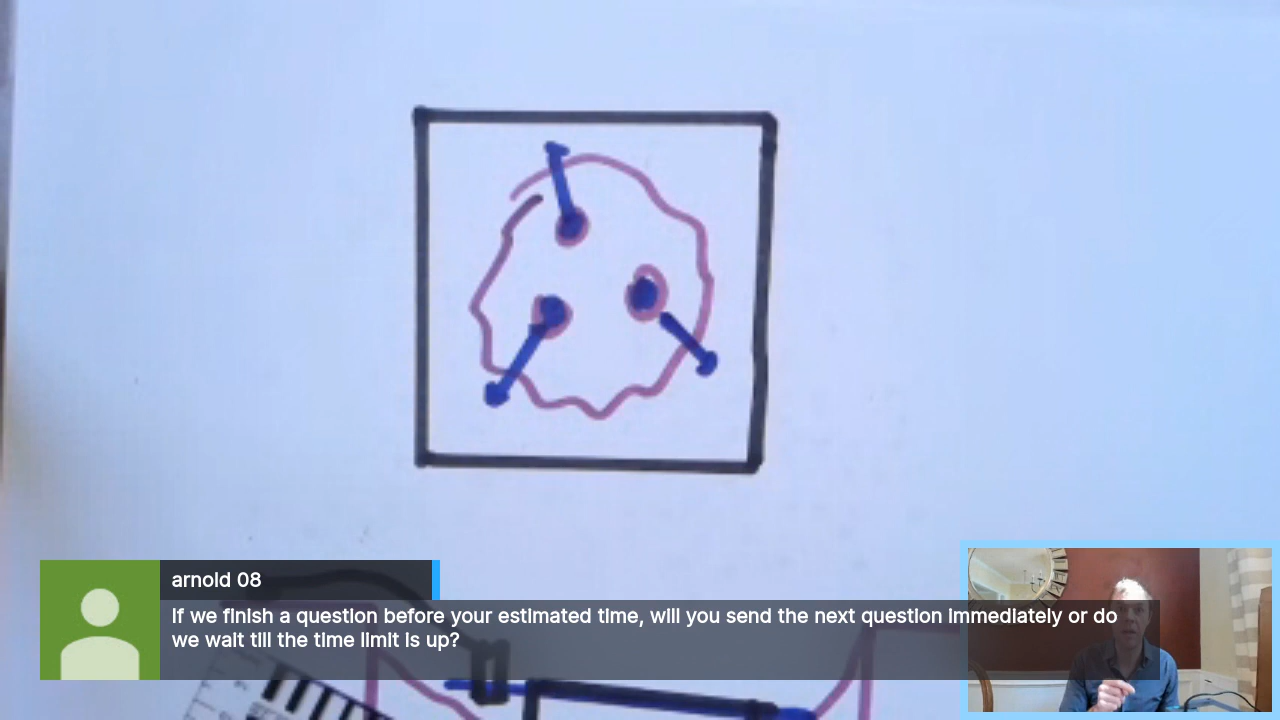 arnold 08
If we finish a question before your estimated time, will you send the next question immediately or do
we wait till the time limit is up?